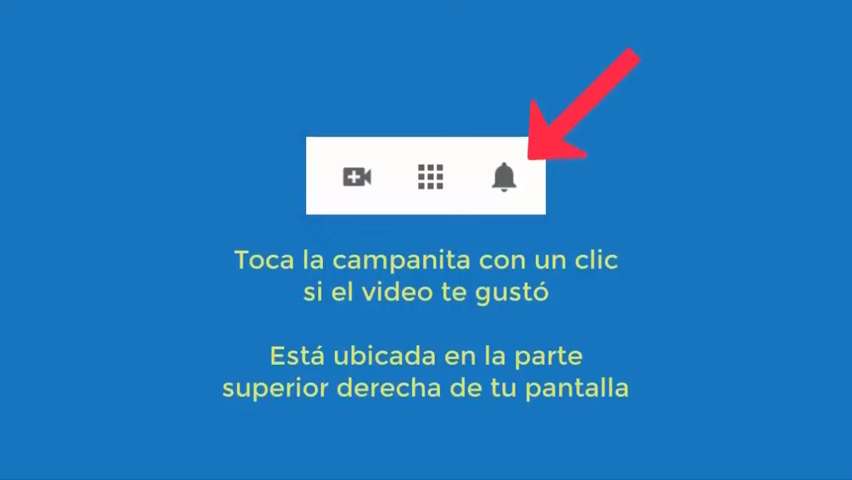 Toca la campanita con un clic
si el video te gustó
Está ubicada en la parte
superior derecha de tu pantalla